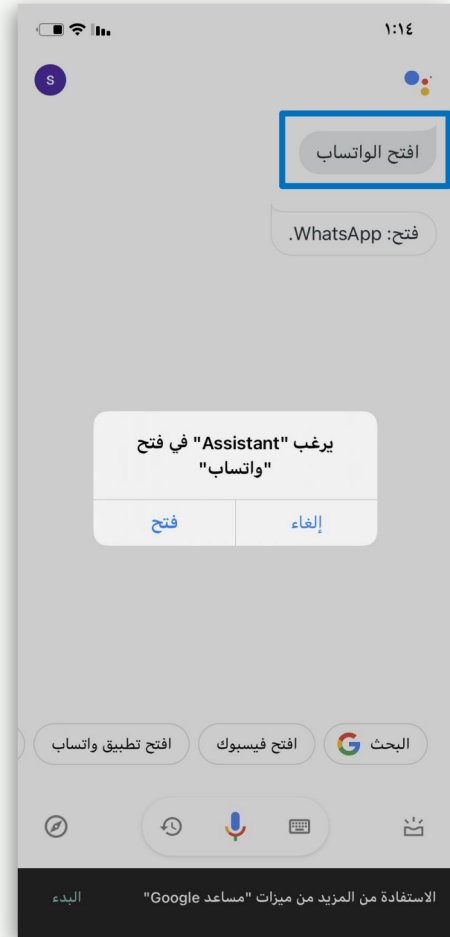 ١:١٤
S
افتح الواتساب
فتح: WhatsApp.
يرغب "Assistant" في فتح
"واتساب"
إلغاء
فتح
البحث
افتح فيسبوك
افتح تطبيق واتساب
الاستفادة من المزيد من ميزات "مساعد Google"
البدء